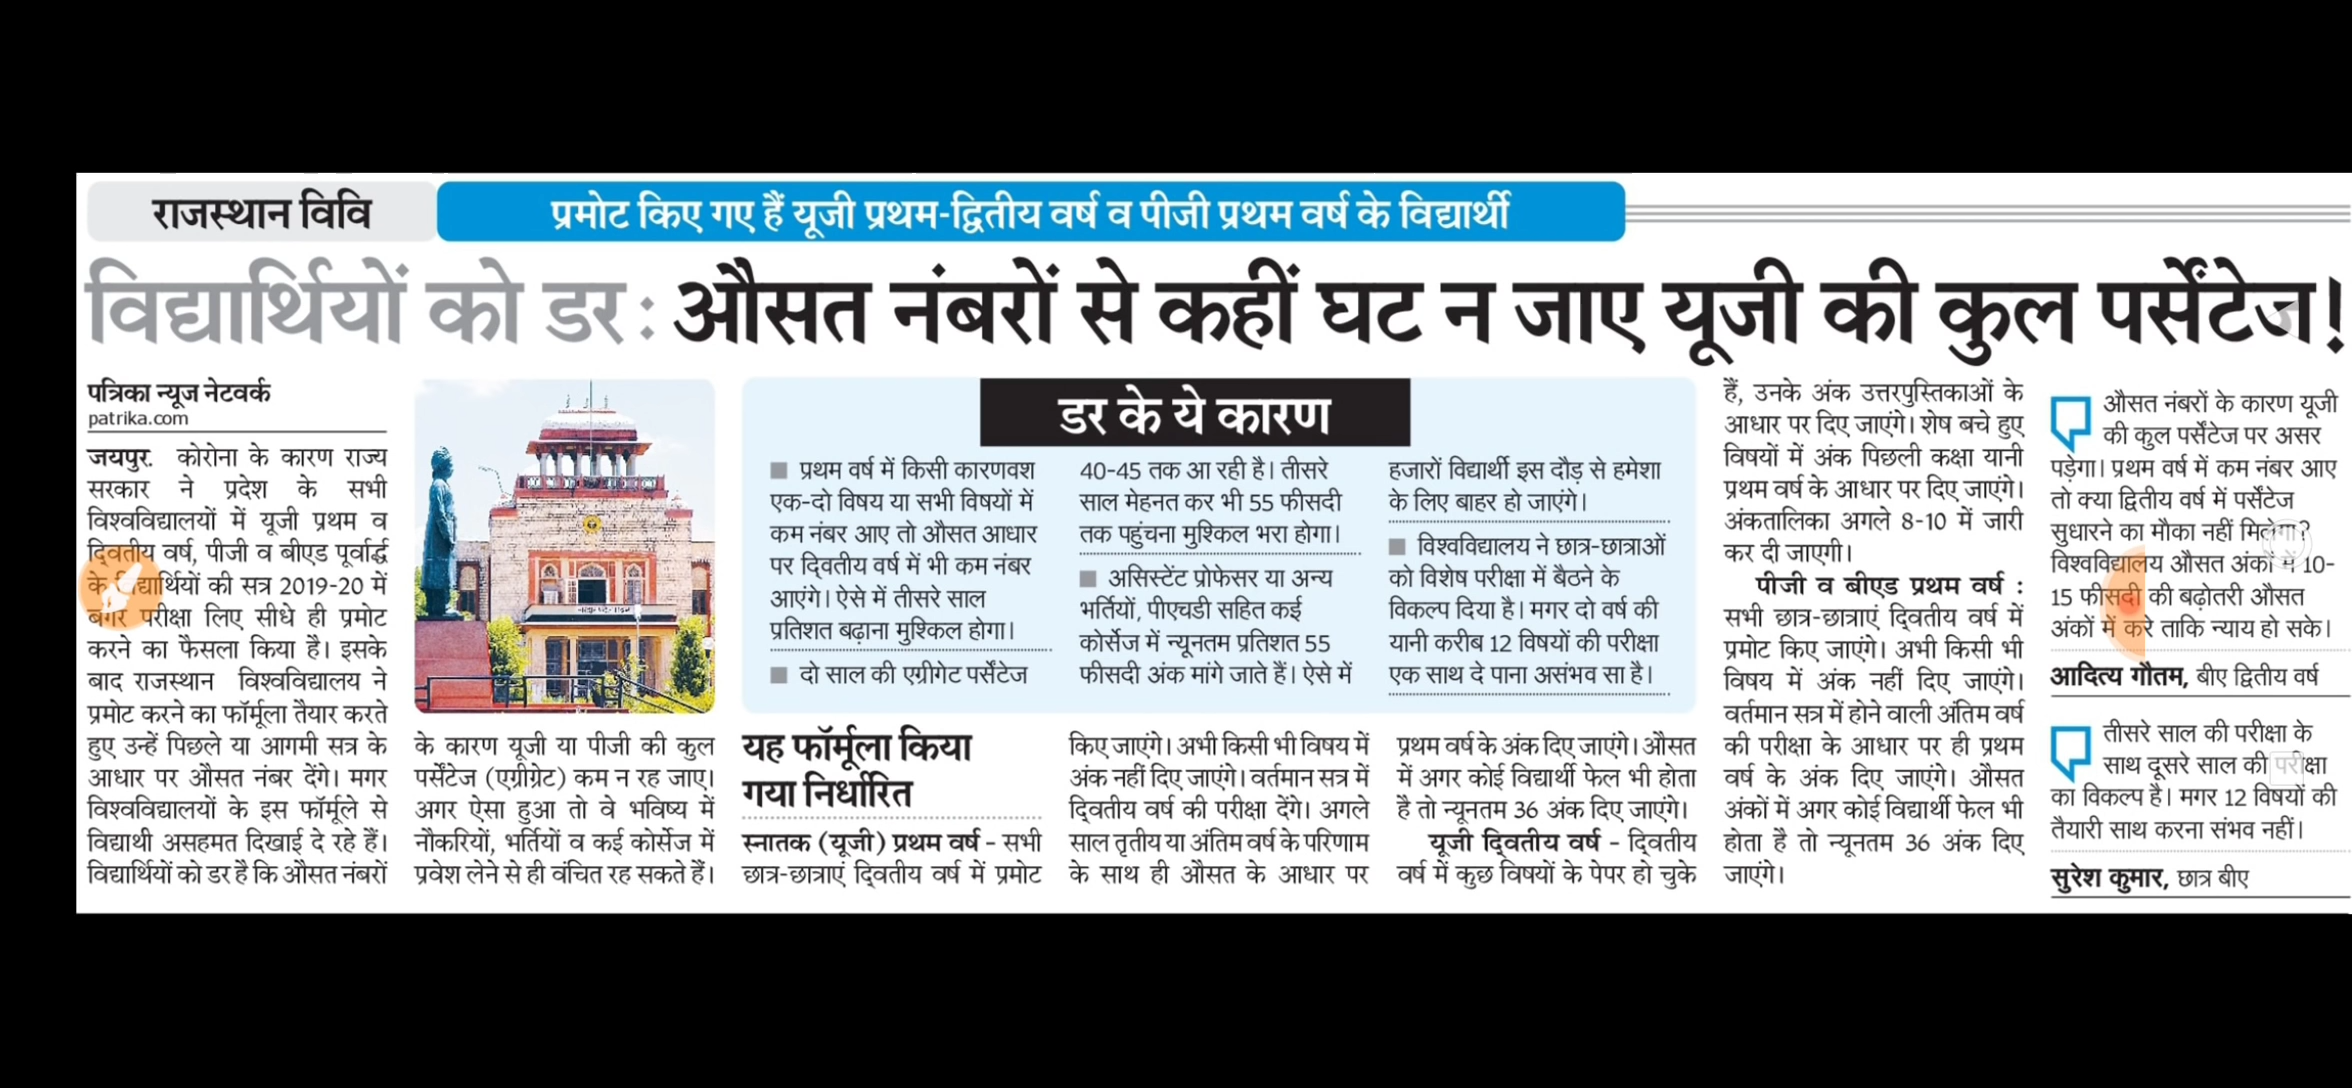 राजस्थान विवि
प्रमोट किए गए हैं यूजी प्रथम-द्वितीय वर्ष व पीजी प्रथम वर्ष के विद्यार्थी
विद्यार्थियों को डर: औसत नंबरों से कहीं घट न जाए यूजी की कुल पर्सेंटेज!
पत्रिका न्यूज नेटवर्क
patrika.com
जयपुर. कोरोना के कारण राज्य
सरकार ने प्रदेश के सभी
विश्वविद्यालयों में यूजी प्रथम व
द्वितीय वर्ष, पीजी व बीएड पूर्वार्द्ध
के विद्यार्थियों की सत्र 2019-20 में
बगैर परीक्षा लिए सीधे ही प्रमोट
करने का फैसला किया है। इसके
बाद राजस्थान विश्वविद्यालय ने
प्रमोट करने का फॉर्मूला तैयार करते
हुए उन्हें पिछले या आगमी सत्र के
आधार पर औसत नंबर देंगे। मगर
विश्वविद्यालयों के इस फॉर्मूले से
विद्याथी असहमत दिखाई दे रहे हैं।
विद्यार्थियों को डर है कि औसत नंबरों
के कारण यूजी या पीजी की कुल
पर्सेंटेज (एग्रीग्रेट) कम न रह जाए।
अगर ऐसा हुआ तो वे भविष्य में
नौकरियों, भर्तियों व कई कोर्सेज में
प्रवेश लेने से ही वंचित रह सकते हैं।
डर के ये कारण
■ प्रथम वर्ष में किसी कारणवश
एक-दो विषय या सभी विषयों में
कम नंबर आए तो औसत आधार
पर द्वितीय वर्ष में भी कम नंबर
आएंगे। ऐसे में तीसरे साल
प्रतिशत बढ़ाना मुश्किल होगा।
■ दो साल की एग्रीगेट पर्सेंटेज
40-45 तक आ रही है। तीसरे
साल मेहनत कर भी 55 फीसदी
तक पहुंचना मुश्किल भरा होगा।
■ असिस्टेंट प्रोफेसर या अन्य
भर्तियों, पीएचडी सहित कई
कोर्सेज में न्यूनतम प्रतिशत 55
फीसदी अंक मांगे जाते हैं। ऐसे में
हजारों विद्यार्थी इस दौड़ से हमेशा
के लिए बाहर हो जाएंगे।
■ विश्वविद्यालय ने छात्र-छात्राओं
को विशेष परीक्षा में बैठने के
विकल्प दिया है। मगर दो वर्ष की
यानी करीब 12 विषयों की परीक्षा
एक साथ दे पाना असंभव सा है।
यह फॉर्मूला किया
गया निर्धारित
स्नातक (यूजी) प्रथम वर्ष - सभी
छात्र-छात्राएं द्वितीय वर्ष में प्रमोट
किए जाएंगे। अभी किसी भी विषय में
अंक नहीं दिए जाएंगे। वर्तमान सत्र में
द्वितीय वर्ष की परीक्षा देंगे। अगले
साल तृतीय या अंतिम वर्ष के परिणाम
के साथ ही औसत के आधार पर
प्रथम वर्ष के अंक दिए जाएंगे। औसत
में अगर कोई विद्यार्थी फेल भी होता
है तो न्यूनतम 36 अंक दिए जाएंगे।
यूजी द्वितीय वर्ष - द्वितीय
वर्ष में कुछ विषयों के पेपर हो चुके
हैं, उनके अंक उत्तरपुस्तिकाओं के
आधार पर दिए जाएंगे। शेष बचे हुए
विषयों में अंक पिछली कक्षा यानी
प्रथम वर्ष के आधार पर दिए जाएंगे।
अंकतालिका अगले 8-10 में जारी
कर दी जाएगी।
पीजी व बीएड प्रथम वर्ष :
सभी छात्र-छात्राएं द्वितीय वर्ष में
प्रमोट किए जाएंगे। अभी किसी भी
विषय में अंक नहीं दिए जाएंगे।
वर्तमान सत्र में होने वाली अंतिम वर्ष
की परीक्षा के आधार पर ही प्रथम
वर्ष के अंक दिए जाएंगे। औसत
अंकों में अगर कोई विद्यार्थी फेल भी
होता है तो न्यूनतम 36 अंक दिए
जाएंगे।
औसत नंबरों के कारण यूजी
की कुल पर्सेंटेज पर असर
पड़ेगा। प्रथम वर्ष में कम नंबर आए
तो क्या द्वितीय वर्ष में पर्सेंटेज
सुधारने का मौका नहीं मिलेगा?
विश्वविद्यालय औसत अंकों में 10-
15 फीसदी की बढ़ोतरी औसत
अंकों में करे ताकि न्याय हो सके।
आदित्य गौतम, बीए द्वितीय वर्ष
तीसरे साल की परीक्षा के
साथ दूसरे साल की परीक्षा
का विकल्प है। मगर 12 विषयों की
तैयारी साथ करना संभव नहीं।
सुरेश कुमार, छात्र बीए